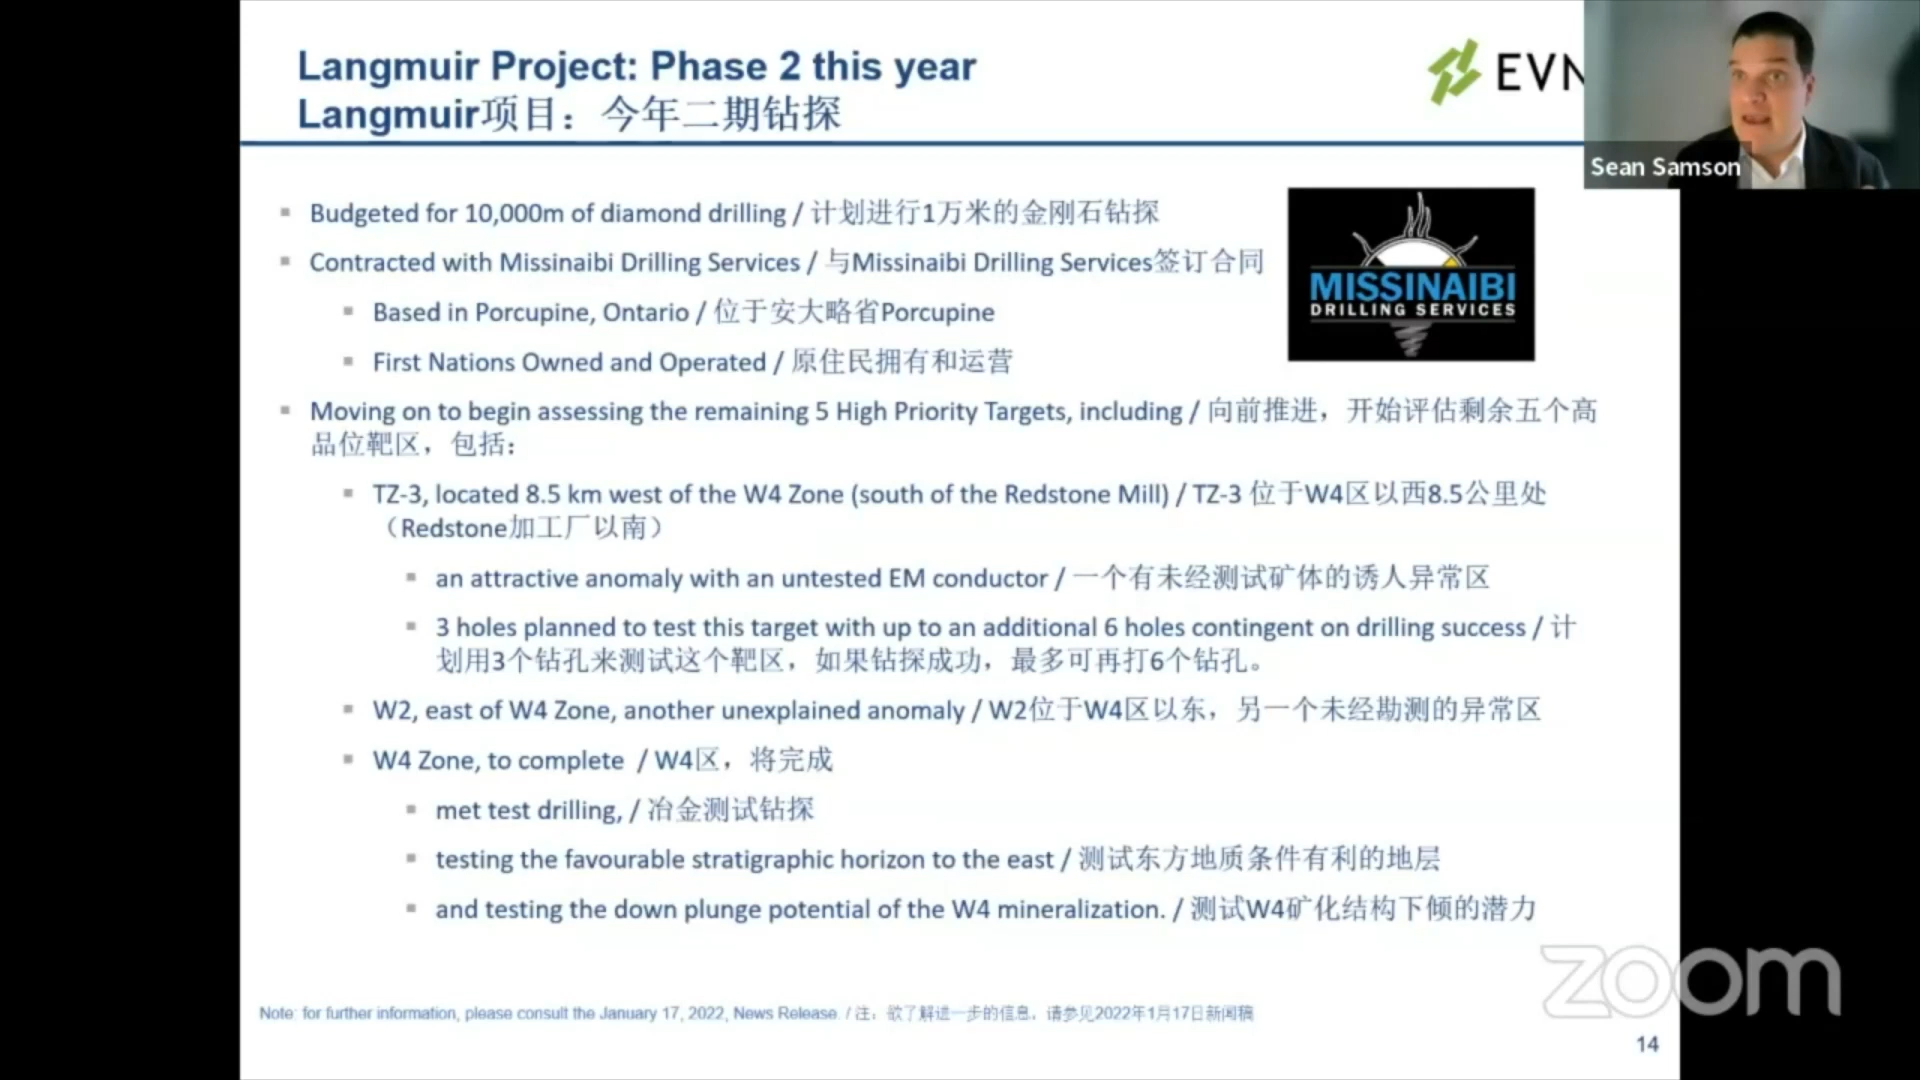 Langmuir Project: Phase 2 this year
Langmuir项目：今年二期钻探
EVN
Sean Samson
MISSINAIBI
DRILLING SERVICES
Budgeted for 10,000m of diamond drilling / 计划进行1万米的金刚石钻探
Contracted with Missinaibi Drilling Services / 与Missinaibi Drilling Services签订合同
Based in Porcupine, Ontario / 位于安大略省Porcupine
First Nations Owned and Operated / 原住民拥有和运营
Moving on to begin assessing the remaining 5 High Priority Targets, including / 向前推进，开始评估剩余五个高
品位靶区，包括：
TZ-3, located 8.5 km west of the W4 Zone (south of the Redstone Mill) / TZ-3 位于W4区以西8.5公里处
（Redstone加工厂以南）
an attractive anomaly with an untested EM conductor / 一个有未经测试矿体的诱人异常区
3 holes planned to test this target with up to an additional 6 holes contingent on drilling success / 计
划用3个钻孔来测试这个靶区，如果钻探成功，最多可再打6个钻孔。
W2, east of W4 Zone, another unexplained anomaly / W2位于W4区以东，另一个未经勘测的异常区
W4 Zone, to complete / W4区，将完成
met test drilling, / 冶金测试钻探
testing the favourable stratigraphic horizon to the east / 测试东方地质条件有利的地层
and testing the down plunge potential of the W4 mineralization. / 测试W4矿化结构下倾的潜力
Note: for further information, please consult the January 17, 2022, News Release. / 注：欲了解进一步的信息，请参见2022年1月17日新闻稿
zoom
14